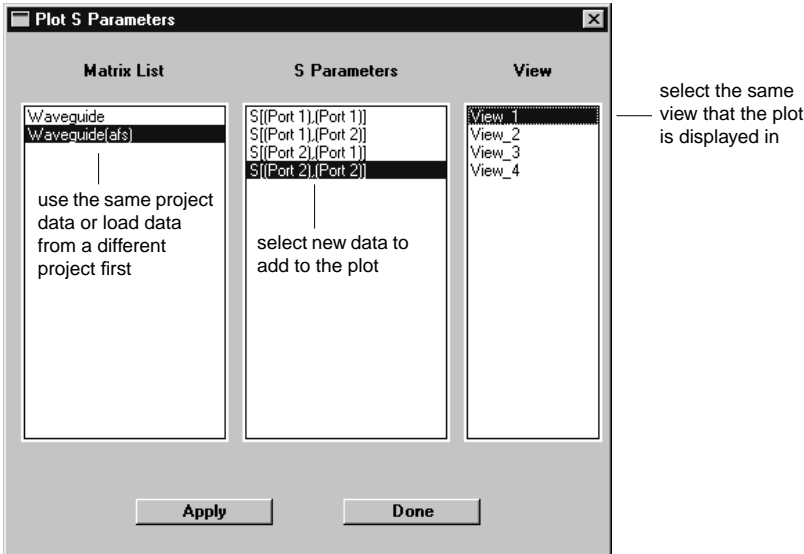 Plot S Parameters
Matrix List
S Parameters
View
Waveguide
Waveguide(afs)
use the same project
data or load data
from a different
project first
S[(Port 1),(Port 1)]
S[(Port 1),(Port 2)]
S[(Port 2),(Port 1)]
S[(Port 2),(Port 2)]
select new data to
add to the plot
View_1
View_2
View_3
View_4
select the same
view that the plot
is displayed in
Apply
Done